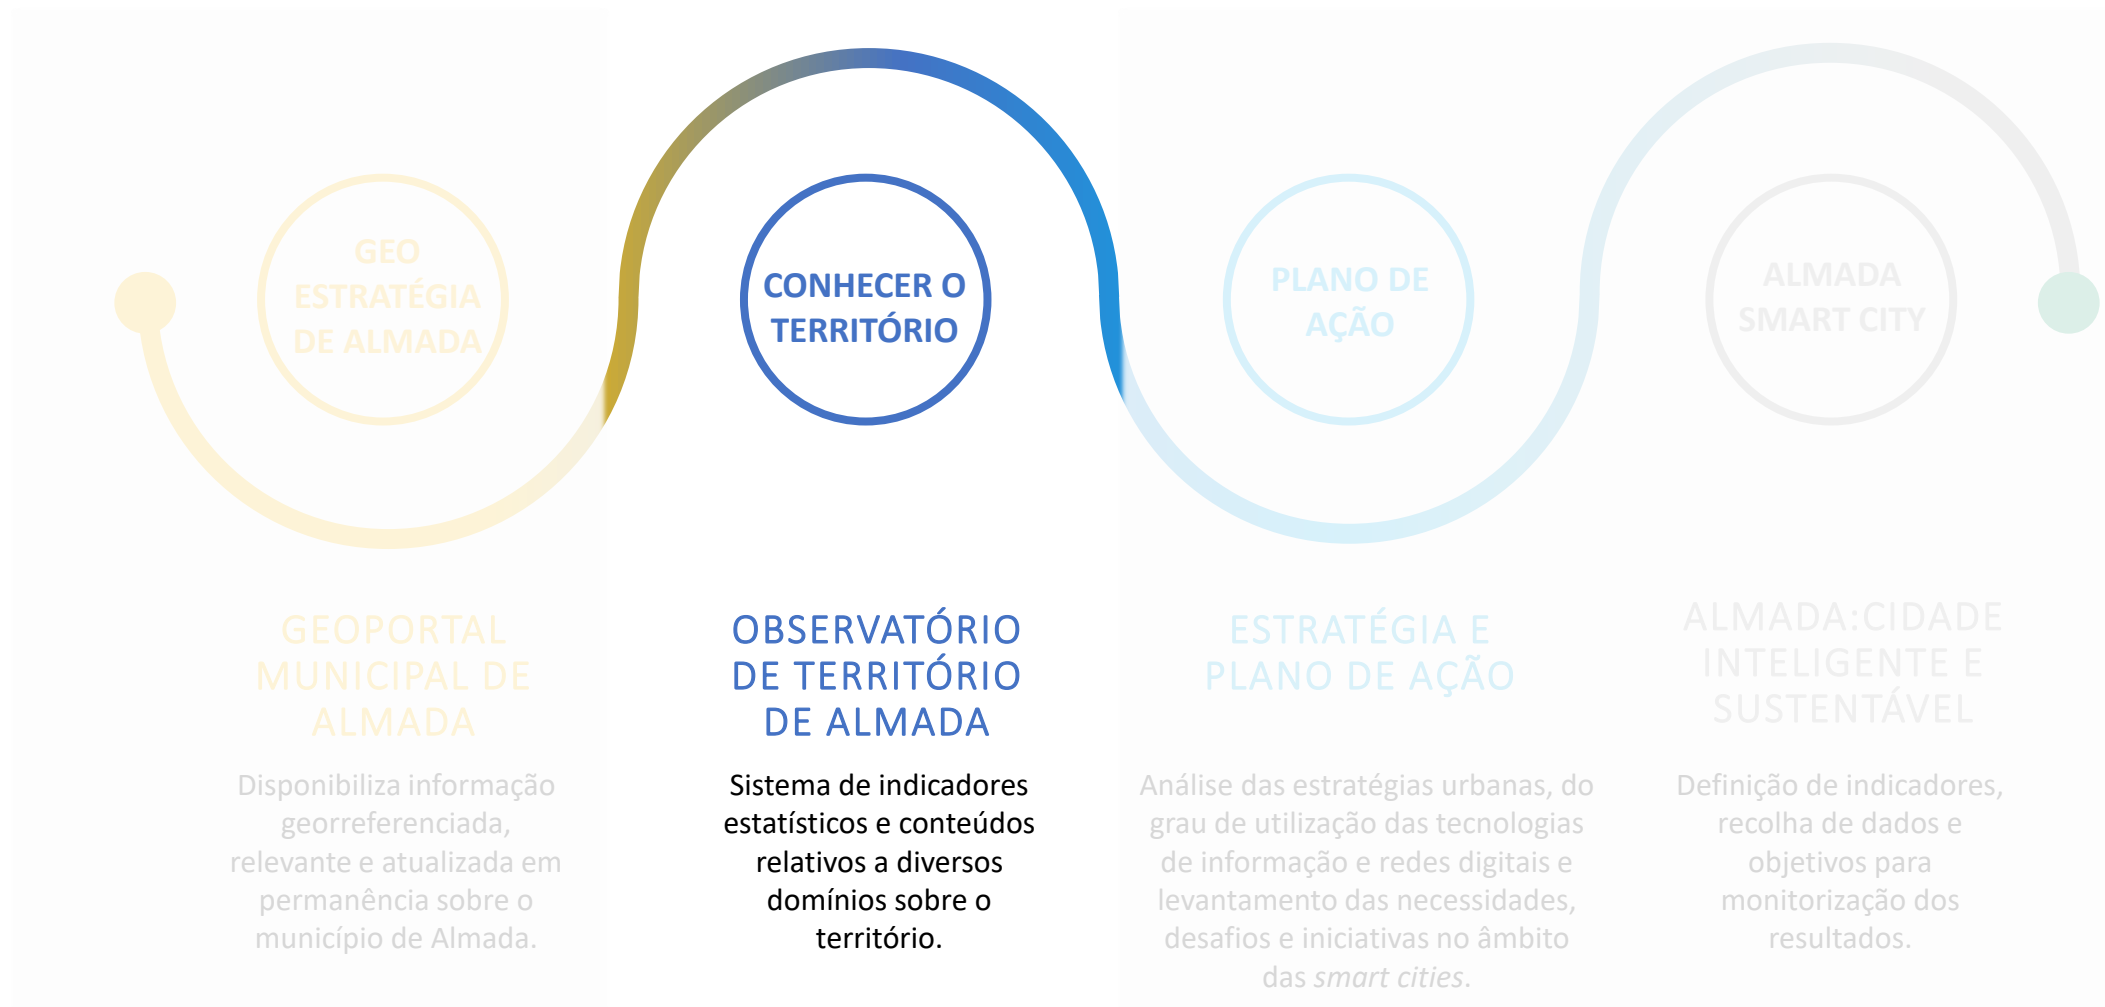 GEO
ESTRATÉGIA
DE ALMADA
CONHECER O
TERRITÓRIO
PLANO DE
AÇÃO
ALMADA
SMART CITY
GEOPORTAL
MUNICIPAL DE
ALMADA
Disponibiliza informação
georreferenciada,
relevante e atualizada em
permanência sobre o
município de Almada.
OBSERVATÓRIO
DE TERRITÓRIO
DE ALMADA
Sistema de indicadores
estatísticos e conteúdos
relativos a diversos
domínios sobre o
território.
ESTRATÉGIA E
PLANO DE AÇÃO
Análise das estratégias urbanas, do
grau de utilização das tecnologias
de informação e redes digitais e
levantamento das necessidades,
desafios e iniciativas no âmbito
das smart cities.
ALMADA:CIDADE
INTELIGENTE E
SUSTENTÁVEL
Definição de indicadores,
recolha de dados e
objetivos para
monitorização dos
resultados.